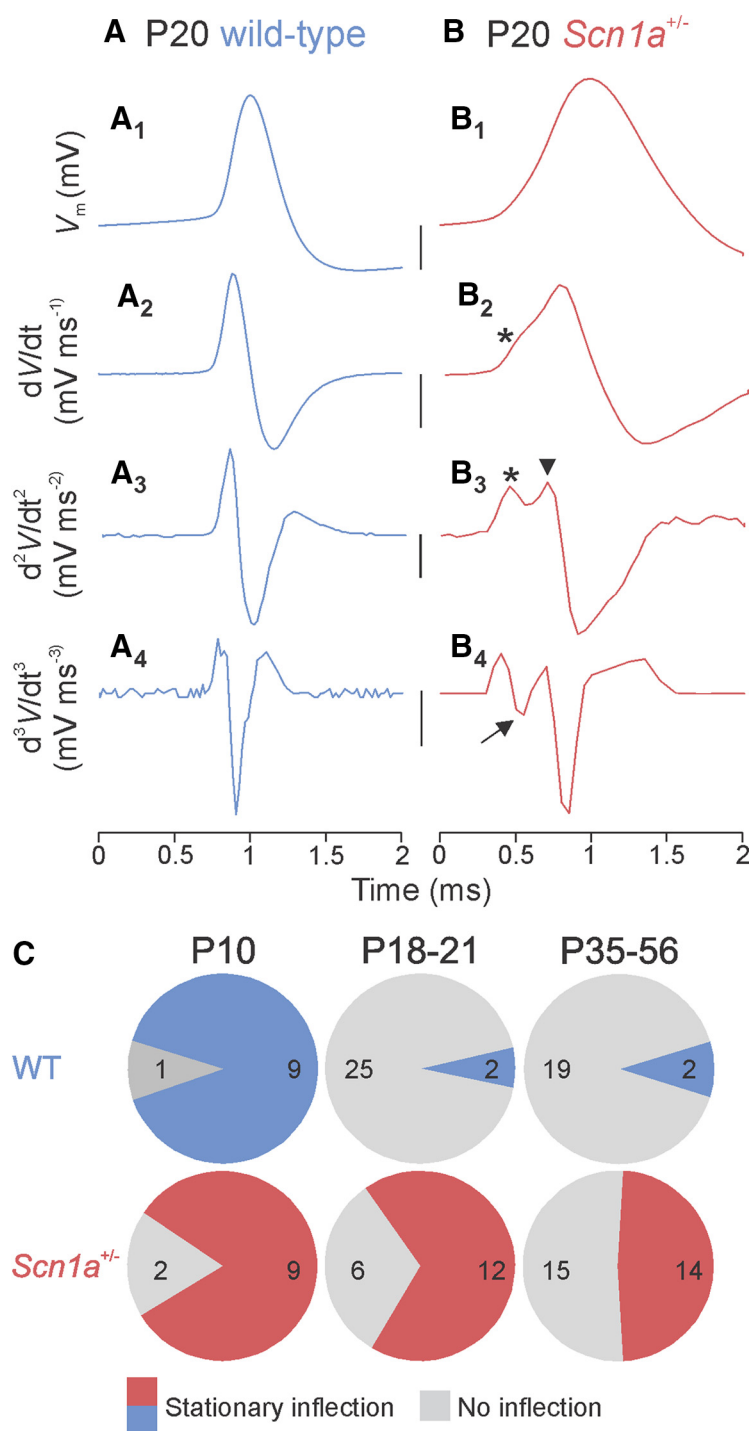 A P20 wild-type
B P20 Scn1a+/-
A1
B1
Vm (mV)
A2
B2
*
dV/dt
(mV ms-1)
A3
B3
*
d2V/dt2
(mV ms-2)
A4
B4
d3V/dt3
(mV ms-3)
0 0.5 1 1.5 2
0 0.5 1 1.5 2
Time (ms)
C
P10 P18-21 P35-56
WT
1 9
25 2
19 2
Scn1a+/-
2 9
6 12
15 14
Stationary inflection
No inflection